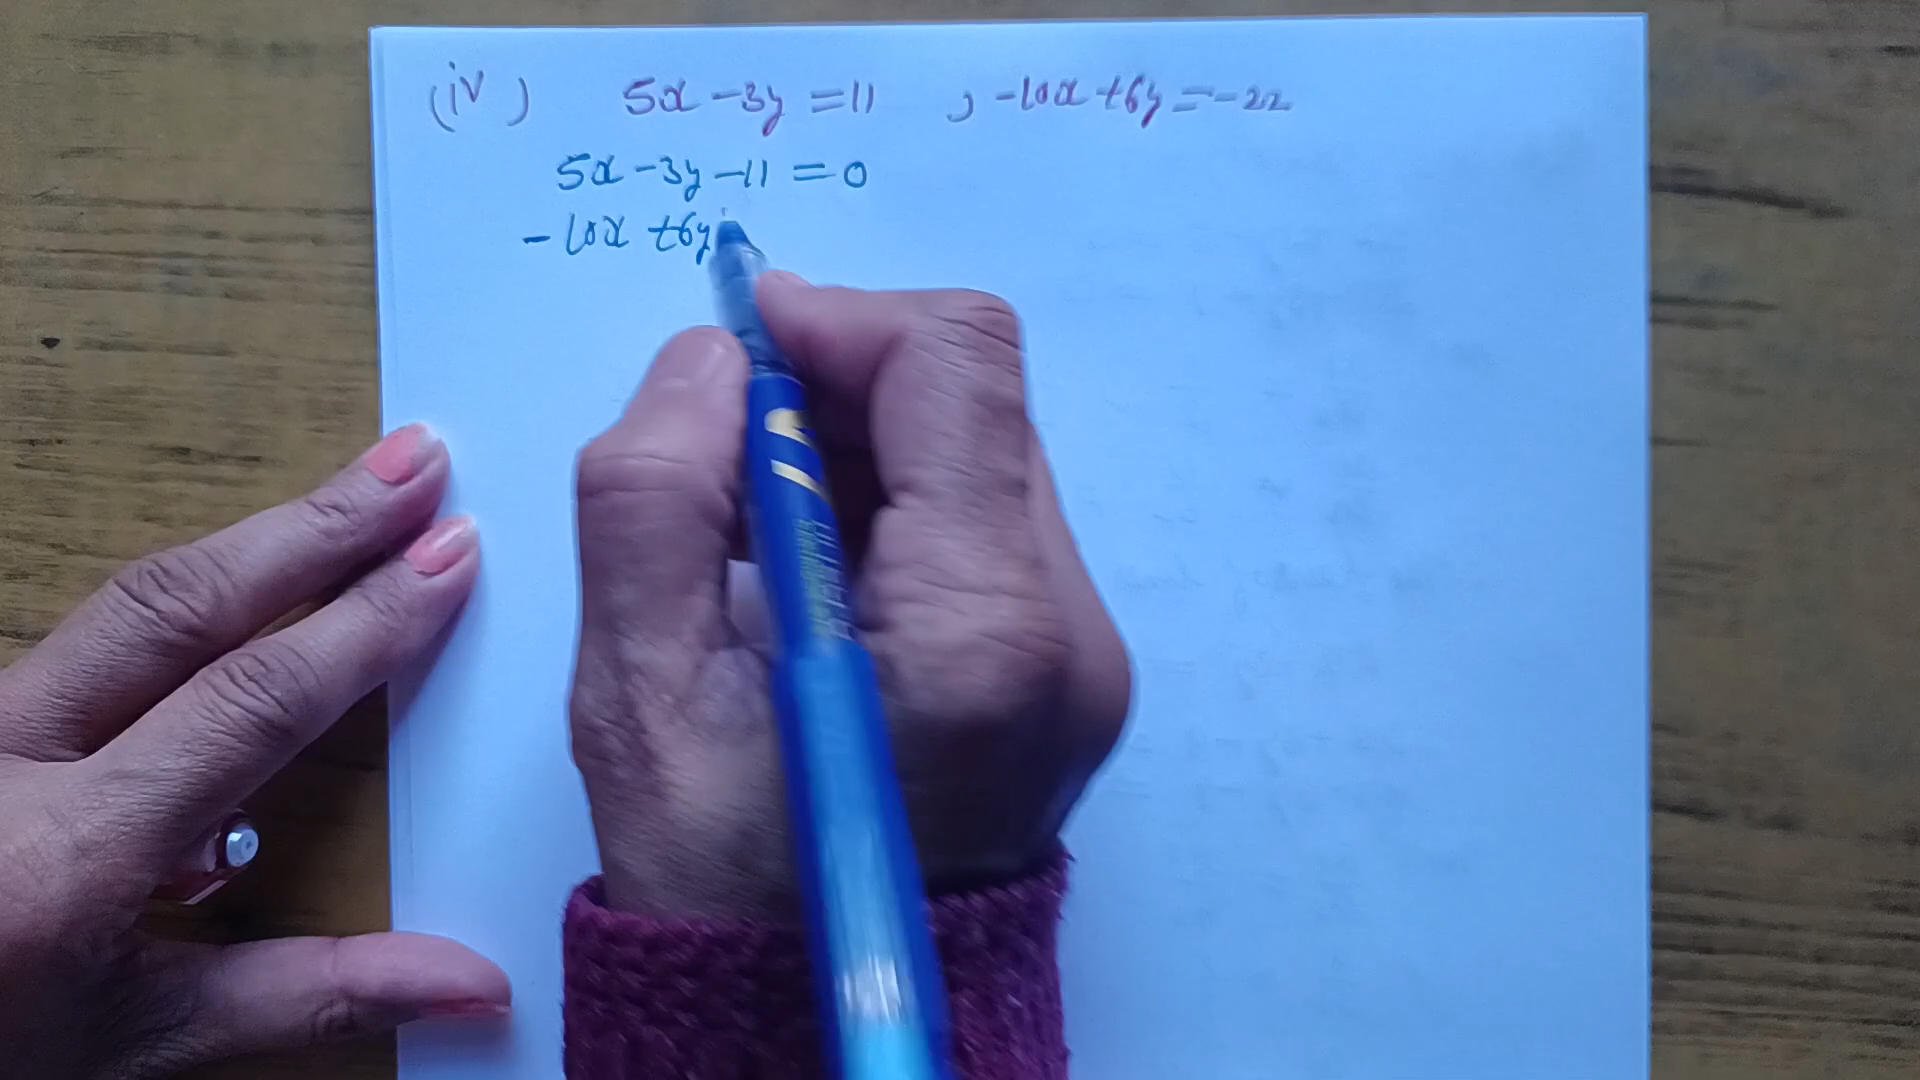 (iv) 5x - 3y = 11 , -10x + 6y = -22
5x - 3y - 11 = 0
- 10x + 6y